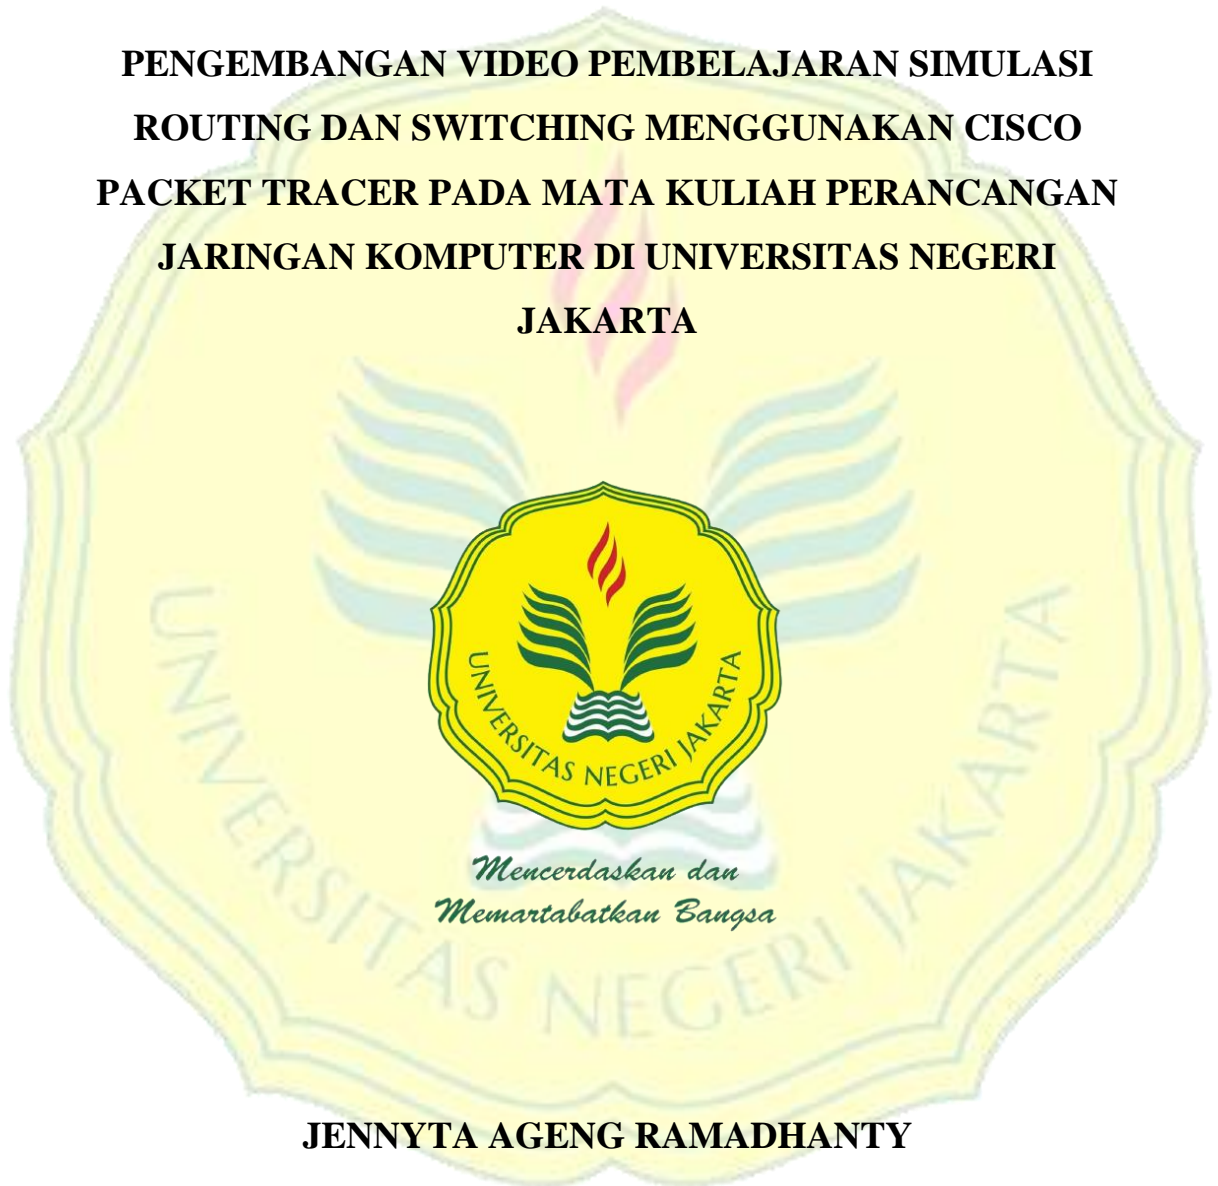 PENGEMBANGAN VIDEO PEMBELAJARAN SIMULASI
ROUTING DAN SWITCHING MENGGUNAKAN CISCO
PACKET TRACER PADA MATA KULIAH PERANCANGAN
JARINGAN KOMPUTER DI UNIVERSITAS NEGERI
JAKARTA
UNIVERSITAS NEGERI JAKARTA
Mencerdaskan dan
Memartabatkan Bangsa
UNIVERSITAS NEGERI JAKARTA
JENNYTA AGENG RAMADHANTY